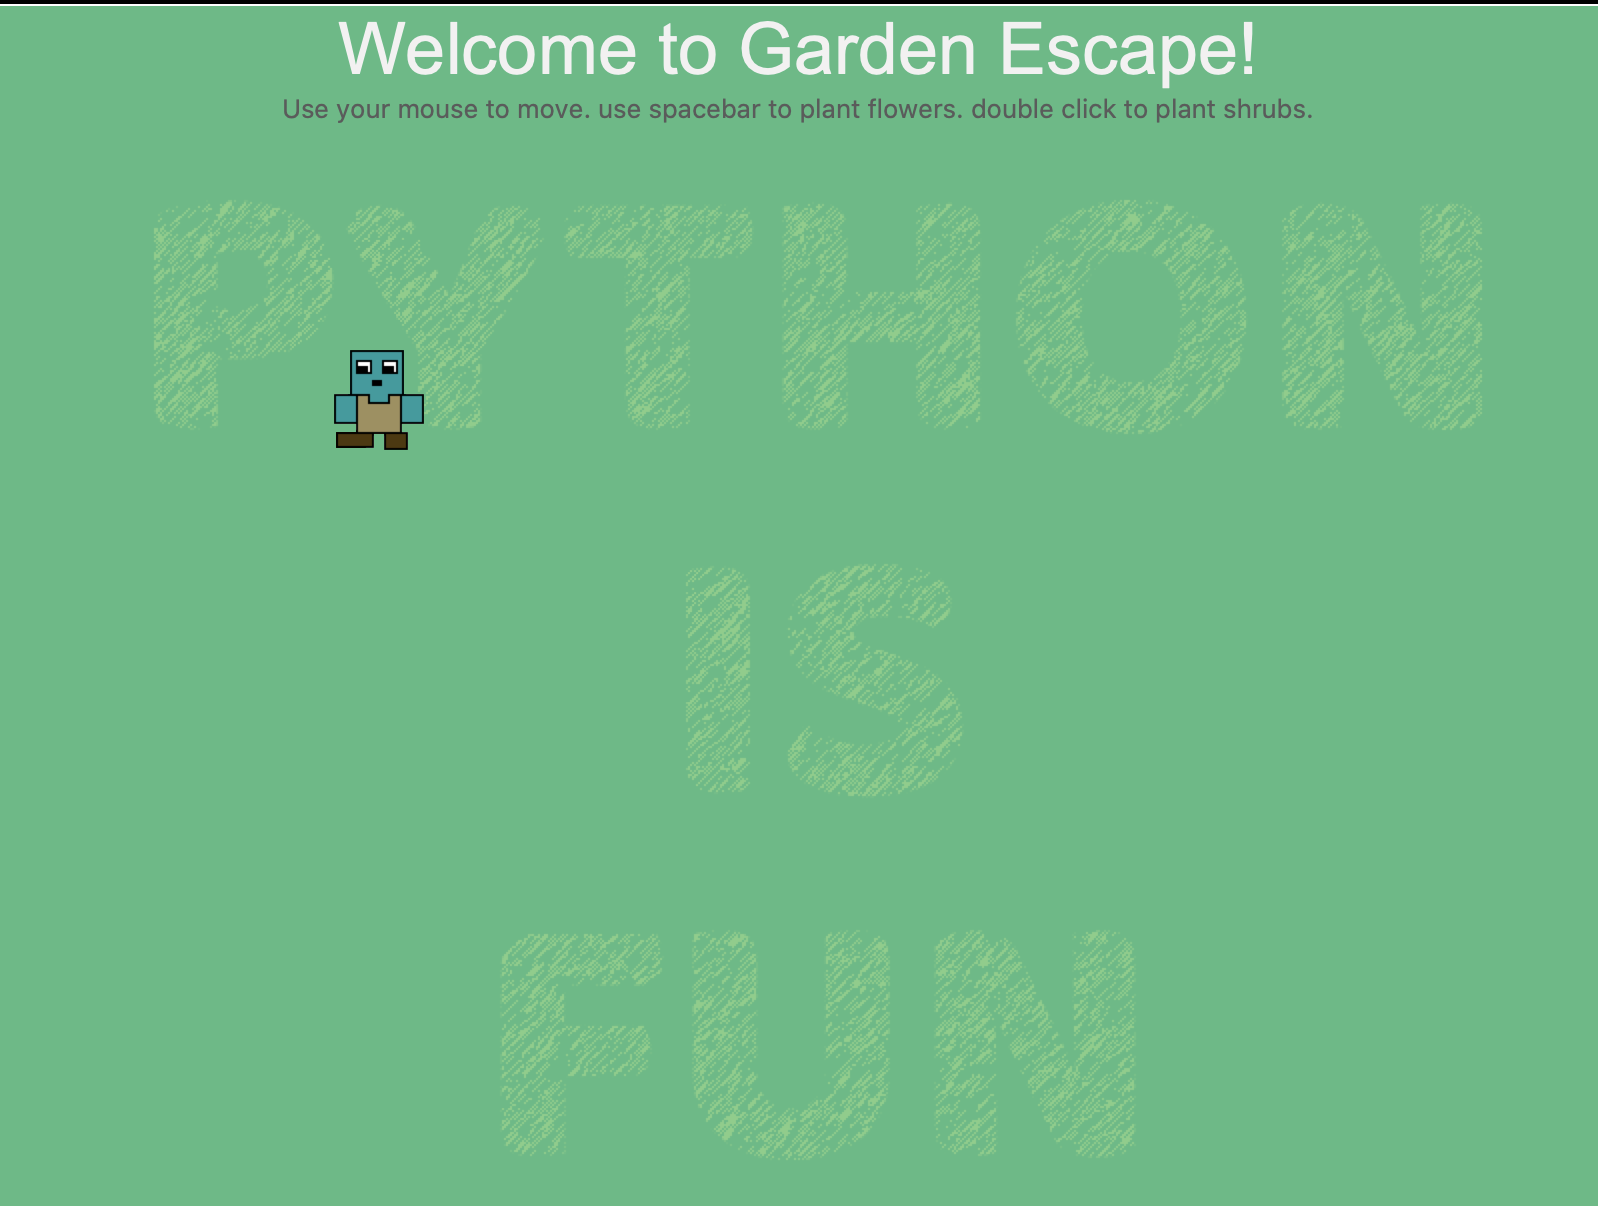 Welcome to Garden Escape!
Use your mouse to move. use spacebar to plant flowers. double click to plant shrubs.
PYTHON
IS
FUN